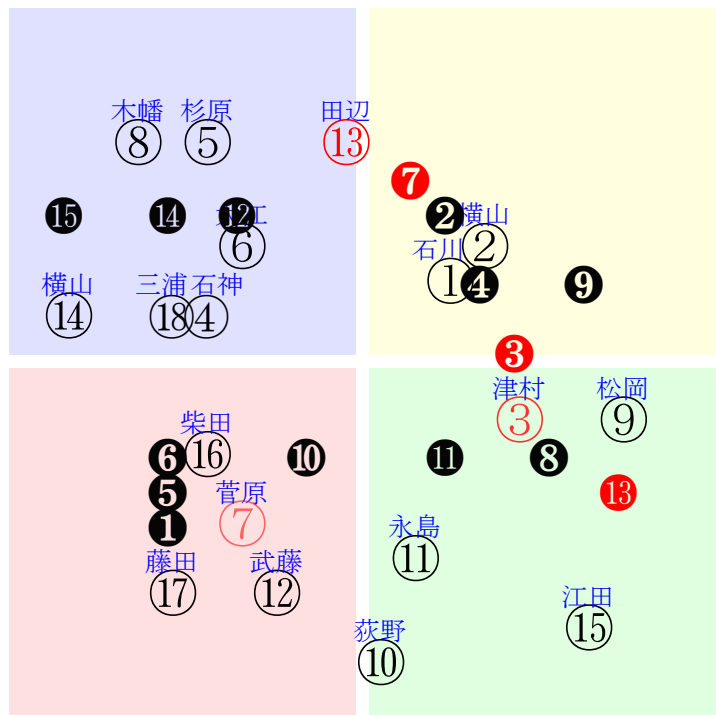 木幡 杉原 田辺
⑧ ⑤ ⑬
❼
⓯ ⓮ ⓬ ❷ 横山
⑥ ②
石川
横山 三浦 石神 ① ❹ ❾
⑭ ⑱ ④
❸
津村 松岡
③ ⑨
柴田
❻ ⑯ ❿ ⓫ ❽
❺ 菅原 ⓭
❶ ⑦ 永島
藤田 武藤 ⑪
⑰ ⑫ 江田
荻野 ⑮
⑩